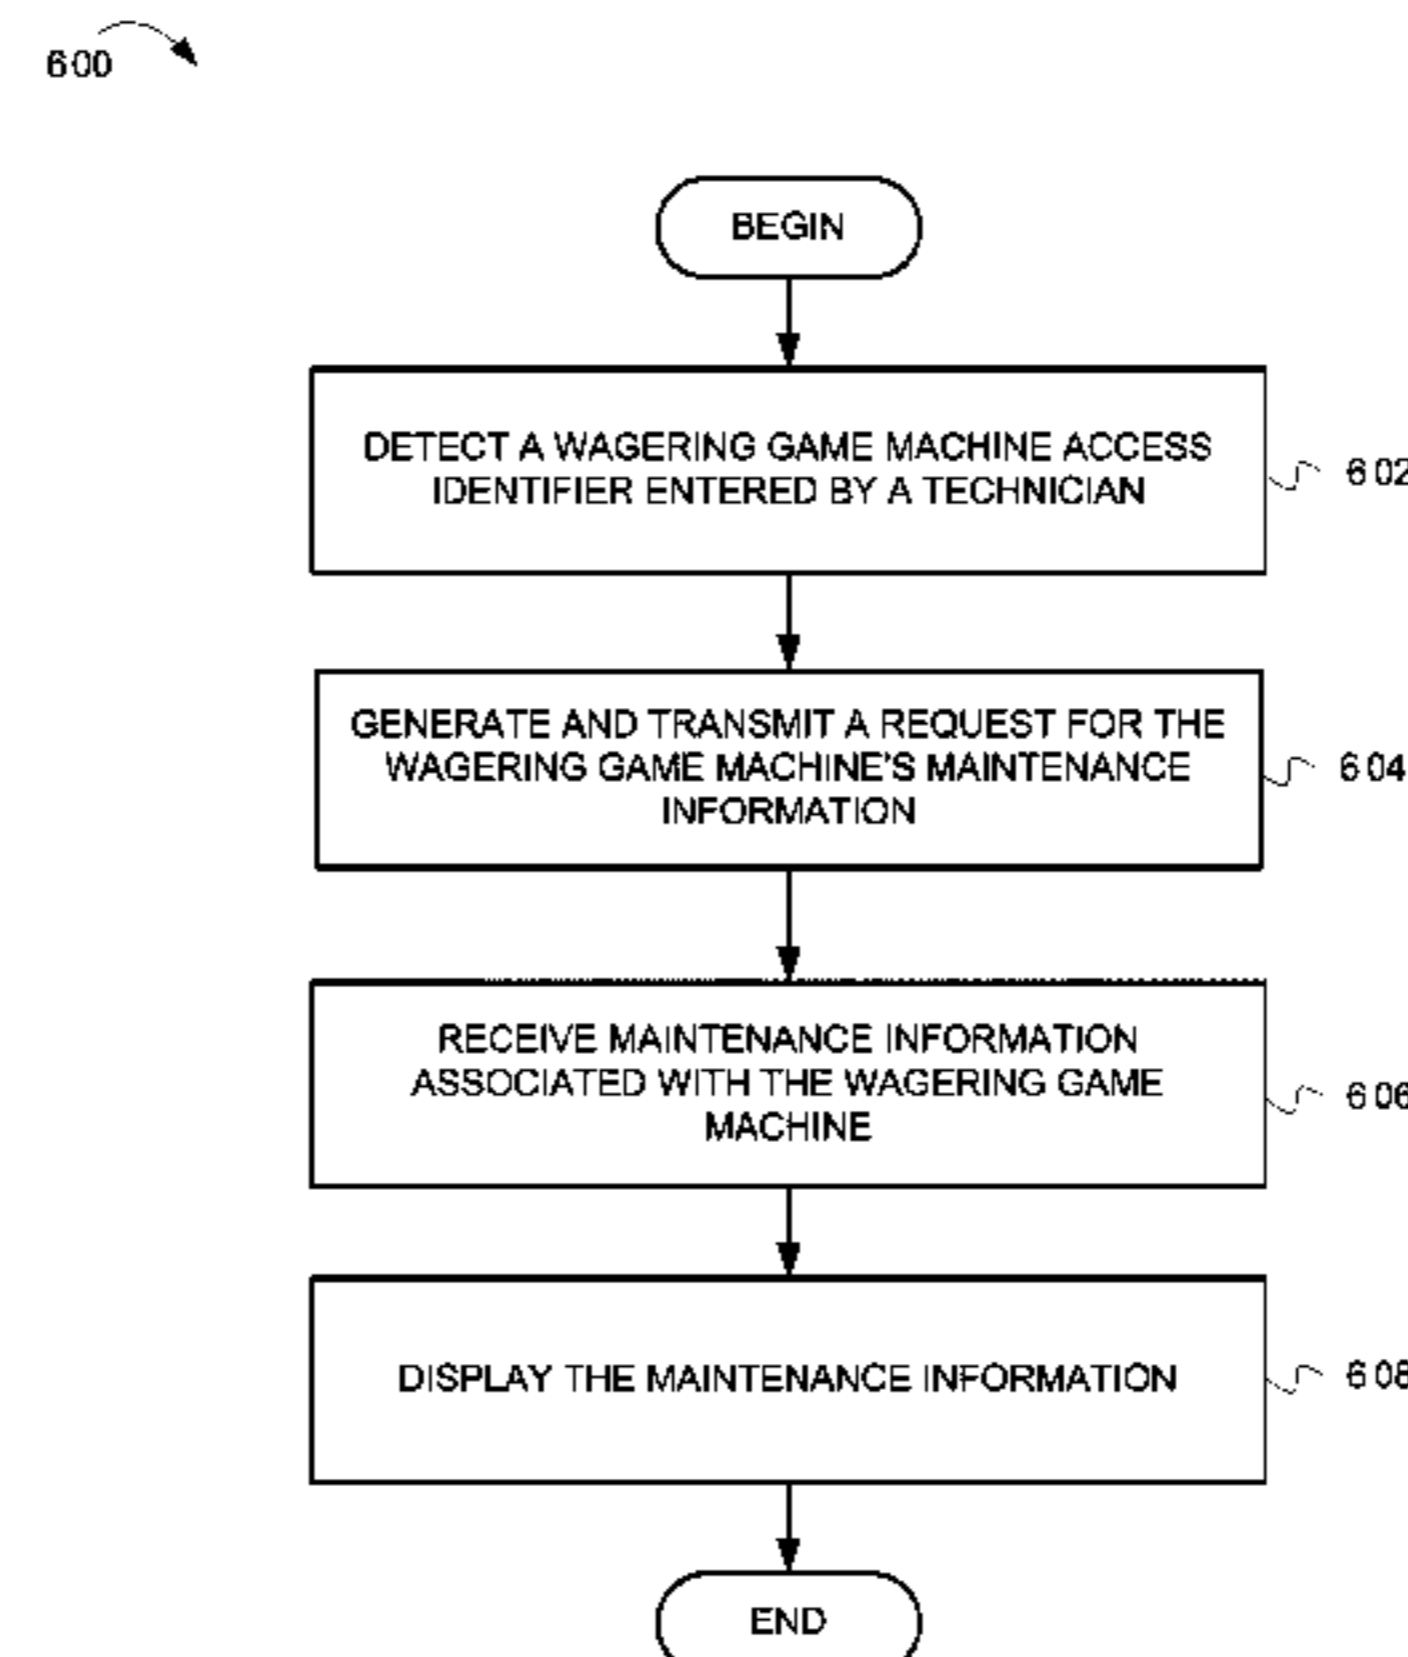 600
BEGIN
DETECT A WAGERING GAME MACHINE ACCESS
IDENTIFIER ENTERED BY A TECHNICIAN
602
GENERATE AND TRANSMIT A REQUEST FOR THE
WAGERING GAME MACHINE'S MAINTENANCE
INFORMATION
604
RECEIVE MAINTENANCE INFORMATION
ASSOCIATED WITH THE WAGERING GAME
MACHINE
606
DISPLAY THE MAINTENANCE INFORMATION
608
END